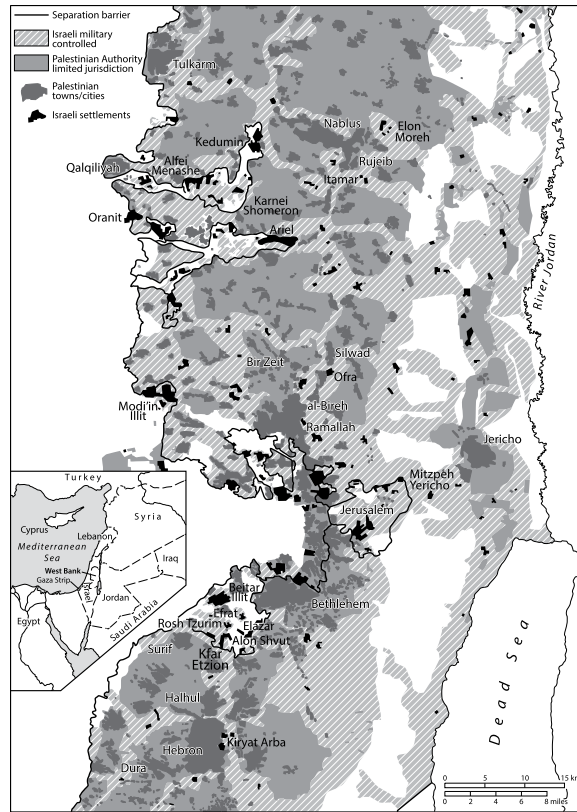 Separation barrier
Israeli military
controlled
Palestinian Authority
limited jurisdiction
Palestinian
towns/cities
Israeli settlements
Tulkarm
Nablus
Elon
Moreh
Kedumin
Rujeib
Qalqiliyah
Alfei
Menashe
Itamar
Karnei
Shomeron
Oranit
Ariel
River Jordan
Silwad
Bir Zeit
Ofra
Modi'in
Illit
al-Bireh
Ramallah
Jericho
Mitzpeh
Yericho
Jerusalem
Turkey
Syria
Cyprus
Lebanon
Mediterranean
Sea
Iraq
West Bank
Gaza Strip
Israel
Jordan
Egypt
Saudi Arabia
Beitar
Illit
Bethlehem
Efrat
Rosh Tzurim
Elazar
Alon Shvut
Surif
Kfar
Etzion
Dead Sea
Halhul
Hebron
Kiryat Arba
Dura
0 5 10 15 km
0 2 4 6 8 miles